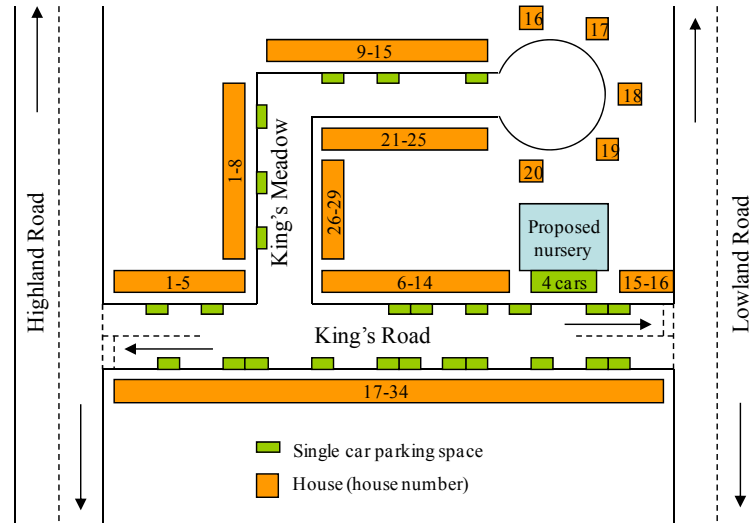 16
17
9-15
18
21-25
19
20
1-8
King's Meadow
26-29
Highland Road
Lowland Road
Proposed
nursery
1-5
6-14
4 cars
15-16
King's Road
17-34
Single car parking space
House (house number)